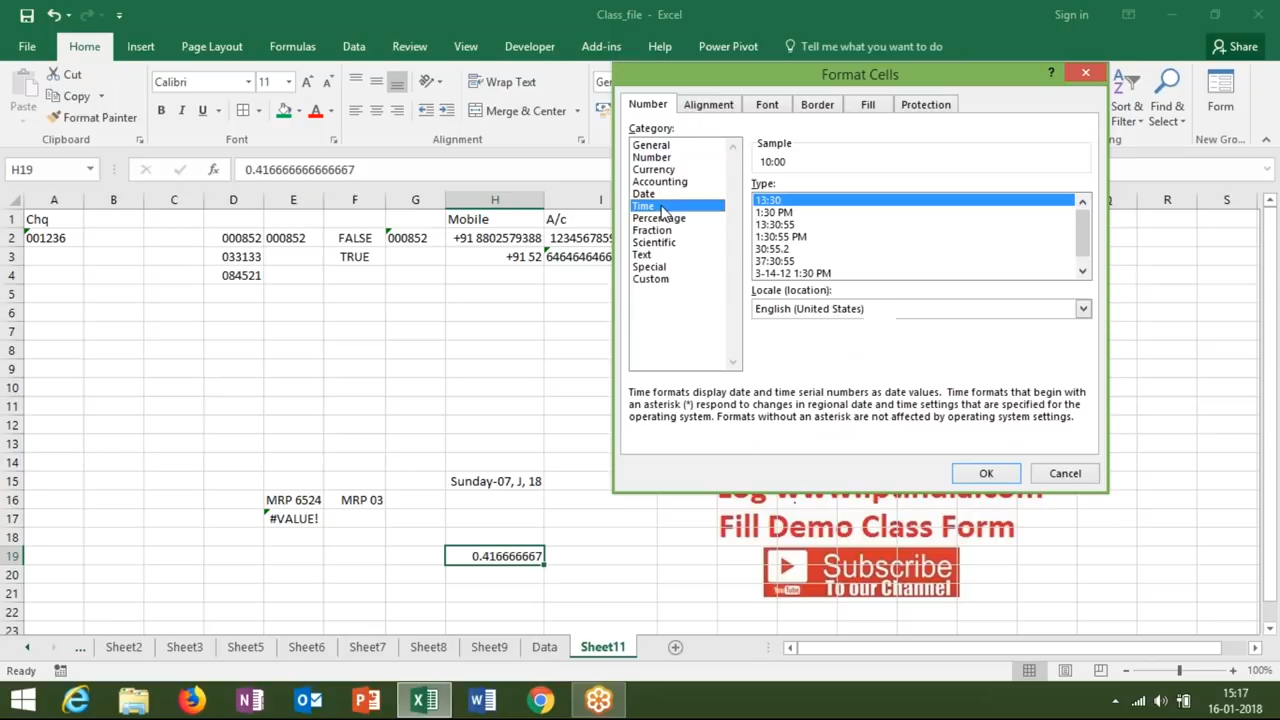 Class_file - Excel
Sign in
File
Home
Insert
Page Layout
Formulas
Data
Review
View
Developer
Add-ins
Help
Power Pivot
Tell me what you want to do
Share
Paste
Cut
Copy
Format Painter
Clipboard
Calibri
11
B I U
Font
Wrap Text
Merge & Center
Alignment
Sort & Filter
Find & Select
Form
New Gro...
H19
fx
0.416666666666667
A B C D E F G H I Q R S
1 Chq Mobile A/c
2 001236 000852 000852 FALSE 000852 +91 8802579388
3 033133 TRUE +91 52
4 084521
5
6
7
8
9
10
11
12
13
14
15 Sunday-07, J, 18
16 MRP 6524 MRP 03
17 #VALUE!
18
19 0.416666667
20
21
22
23
Format Cells
?
Number
Alignment
Font
Border
Fill
Protection
Category:
General
Number
Currency
Accounting
Date
Time
Percentage
Fraction
Scientific
Text
Special
Custom
Sample
10:00
Type:
13:30
1:30 PM
13:30:55
1:30:55 PM
30:55.2
37:30:55
3-14-12 1:30 PM
Locale (location):
English (United States)
Time formats display date and time serial numbers as date values. Time formats that begin with
an asterisk (*) respond to changes in regional date and time settings that are specified for the
operating system. Formats without an asterisk are not affected by operating system settings.
OK
Cancel
Fill Demo Class Form
YouTube
Subscribe
To our Channel
...
Sheet2
Sheet3
Sheet5
Sheet6
Sheet7
Sheet8
Sheet9
Data
Sheet11
Ready
100%
15:17
16-01-2018